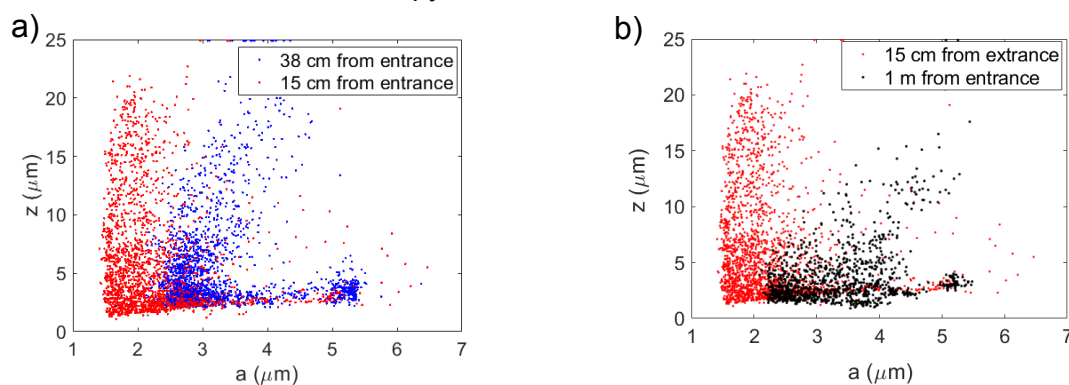 py
a)
25
20
15
10
5
0
z (μm)
38 cm from entrance
15 cm from entrance
1 2 3 4 5 6 7
a (μm)
b)
25
20
15
10
5
0
z (μm)
15 cm from extrance
1 m from entrance
1 2 3 4 5 6 7
a (μm)